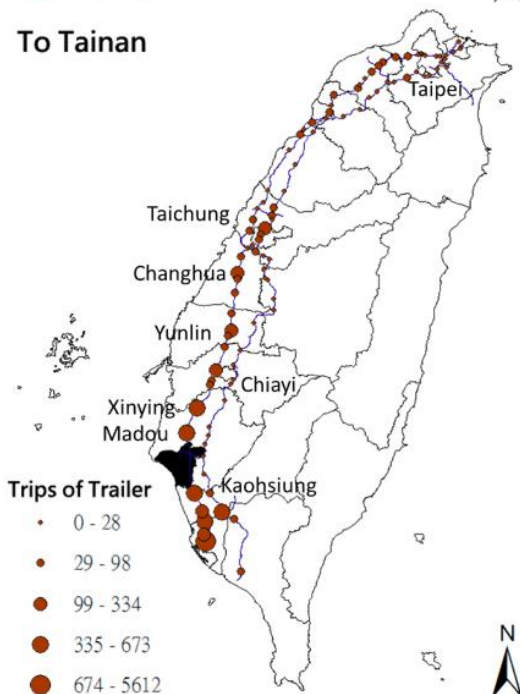 To Tainan
Taipei
Taichung
Changhua
Yunlin
Chiayi
Xinying
Madou
Kaohsiung
Trips of Trailer
0 - 28
29 - 98
99 - 334
335 - 673
674 - 5612
N